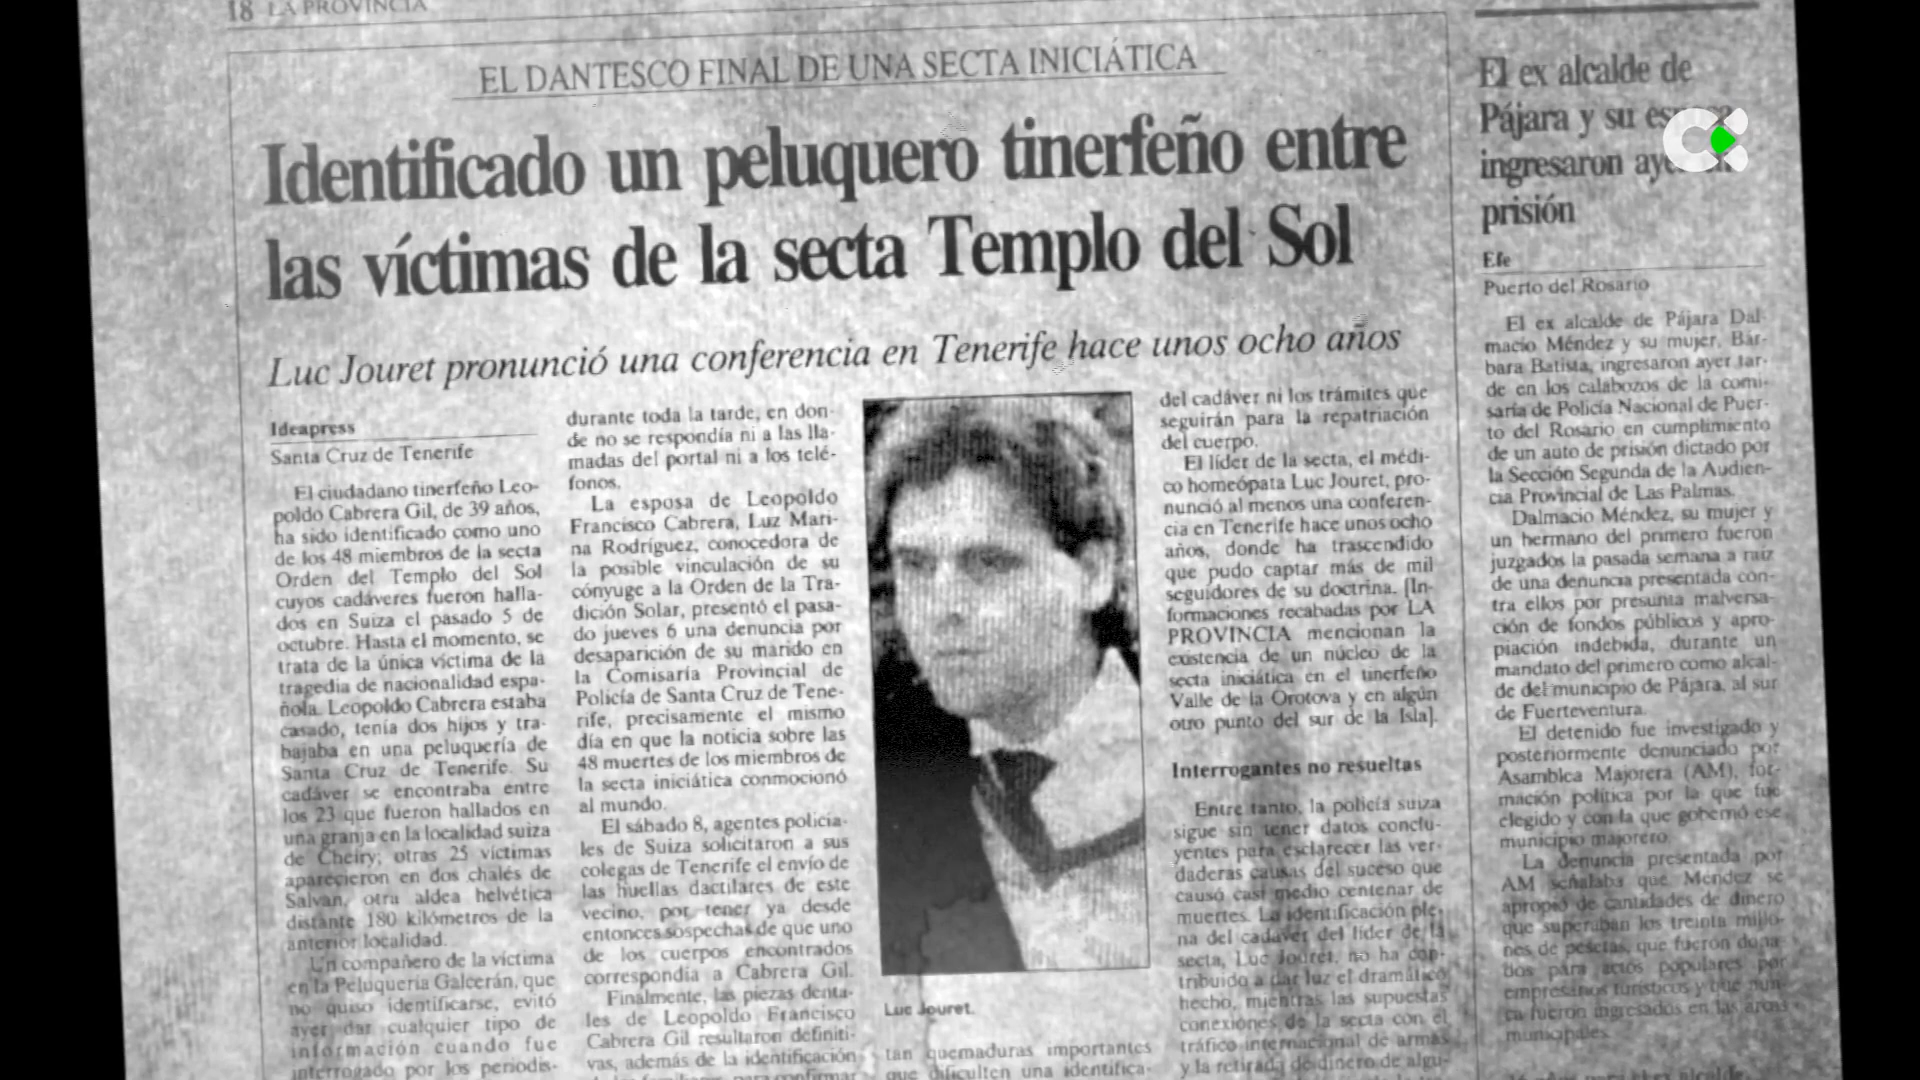 18 LA PROVINCIA
EL DANTESCO FINAL DE UNA SECTA INICIÁTICA
Identificado un peluquero tinerfeño entre
las víctimas de la secta Templo del Sol
Luc Jouret pronunció una conferencia en Tenerife hace unos ocho años
Ideapress
Santa Cruz de Tenerife
El ciudadano tinerfeño Leo-
poldo Cabrera Gil, de 39 años,
ha sido identificado como uno
de los 48 miembros de la secta
Orden del Templo del Sol
cuyos cadáveres fueron halla-
dos en Suiza el pasado 5 de
octubre. Hasta el momento, se
trata de la única víctima de la
tragedia de nacionalidad espa-
ñola. Leopoldo Cabrera estaba
casado, tenía dos hijos y tra-
bajaba en una peluquería de
Santa Cruz de Tenerife. Su
cadáver se encontraba entre
los 23 que fueron hallados en
una granja en la localidad suiza
de Cheiry; otras 25 víctimas
aparecieron en dos chalés de
Salvan, otra aldea helvética
distante 180 kilómetros de la
anterior localidad.
Un compañero de la víctima
en la Peluquería Galcerán, que
no quiso identificarse, evitó
ayer dar cualquier tipo de
información cuando fue
interrogado por los periodis-
durante toda la tarde, en don-
de no se respondía ni a las lla-
madas del portal ni a los telé-
fonos.
La esposa de Leopoldo
Francisco Cabrera, Luz Mari-
na Rodríguez, conocedora de
la posible vinculación de su
cónyuge a la Orden de la Tra-
dición Solar, presentó el pasa-
do jueves 6 una denuncia por
desaparición de su marido en
la Comisaría Provincial de
Policía de Santa Cruz de Tene-
rife, precisamente el mismo
día en que la noticia sobre las
48 muertes de los miembros de
la secta iniciática conmocionó
al mundo.
El sábado 8, agentes policia-
les de Suiza solicitaron a sus
colegas de Tenerife el envío de
las huellas dactilares de este
vecino, por tener ya desde
entonces sospechas de que uno
de los cuerpos encontrados
correspondía a Cabrera Gil.
Finalmente, las piezas denta-
les de Leopoldo Francisco
Cabrera Gil resultaron definiti-
vas, además de la identificación
Luc Jouret.
tan quemaduras importantes
que dificulten una identifica-
del cadáver ni los trámites que
seguirán para la repatriación
del cuerpo.
El líder de la secta, el médi-
co homeópata Luc Jouret, pro-
nunció al menos una conferen-
cia en Tenerife hace unos ocho
años, donde ha trascendido
que pudo captar más de mil
seguidores de su doctrina. [In-
formaciones recabadas por LA
PROVINCIA mencionan la
existencia de un núcleo de la
secta iniciática en el tinerfeño
Valle de la Orotova y en algún
otro punto del sur de la Isla].
Interrogantes no resueltas
Entre tanto, la policía suiza
sigue sin tener datos conclu-
yentes para esclarecer las ver-
daderas causas del suceso que
causó casi medio centenar de
muertes. La identificación ple-
na del cadáver del líder de la
secta, Luc Jouret, no ha con-
tribuido a dar luz el dramático
hecho, mientras las supuestas
conexiones de la secta con el
tráfico internacional de armas
y la retirada de dinero de algu-
El ex alcalde de
Pájara y su
ingresaron
prisión
Efe
Puerto del Rosario
El ex alcalde de Pájara Dal-
macio Méndez y su mujer, Bár-
bara Batista, ingresaron ayer tar-
de en los calabozos de la comi-
saría de Policía Nacional de Puer-
to del Rosario en cumplimiento
de un auto de prisión dictado por
la Sección Segunda de la Audien-
cia Provincial de Las Palmas.
Dalmacio Méndez, su mujer y
un hermano del primero fueron
juzgados la pasada semana a raíz
de una denuncia presentada con-
tra ellos por presunta malversa-
ción de fondos públicos y apro-
piación indebida, durante un
mandato del primero como alcal-
de del municipio de Pájara, al sur
de Fuerteventura.
El detenido fue investigado y
posteriormente denunciado por
Asamblea Majorera (AM), for-
mación política por la que fue
elegido y con la que gobernó ese
municipio majorero.
La denuncia presentada por
AM señalaba que Méndez se
apropió de cantidades de dinero
que superaban los treinta millo-
nes de pesetas, que fueron dona-
dos para actos populares por
empresarios turísticos y que nun-
ca fueron ingresados en las arcas
municipales.